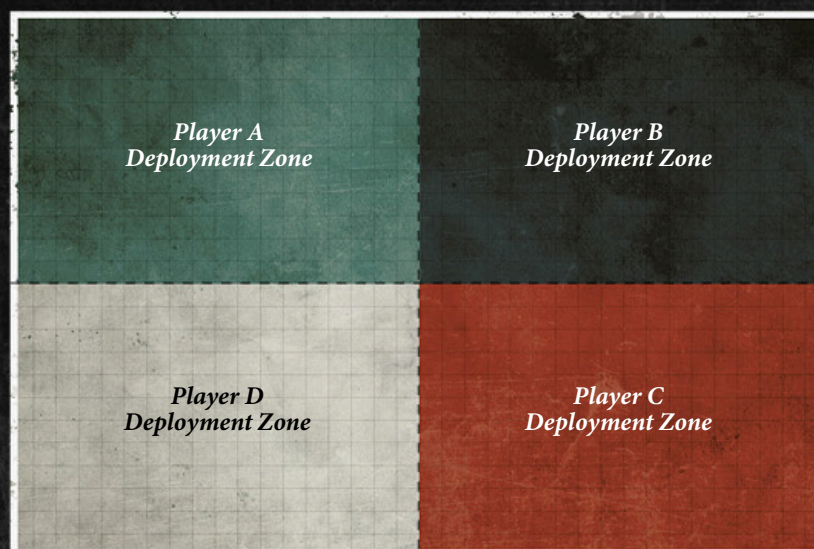 Player A
Deployment Zone
Player B
Deployment Zone
Player D
Deployment Zone
Player C
Deployment Zone